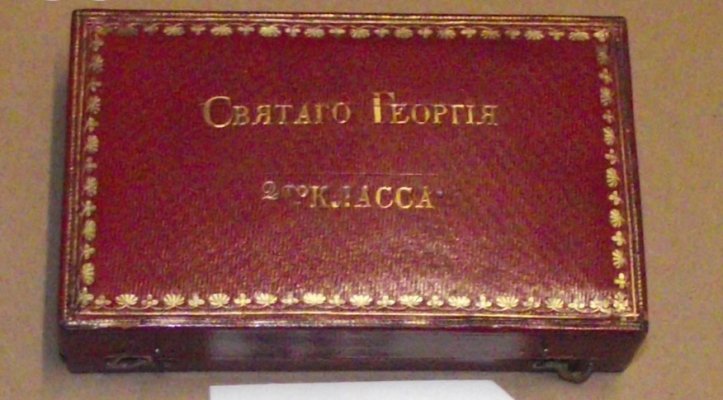 Святаго Георгія
2го класса